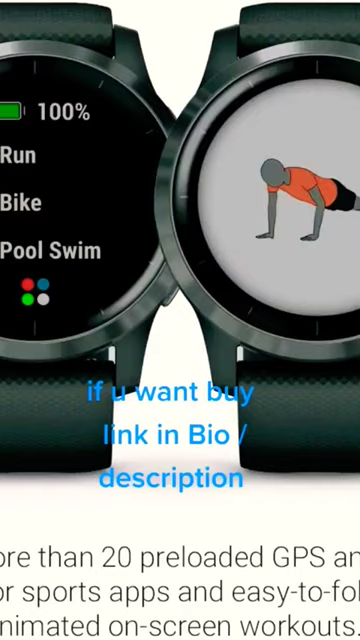 100%
Run
Bike
Pool Swim
if u want buy
link in Bio /
description
ore than 20 preloaded GPS an
or sports apps and easy-to-fol
nimated on-screen workouts.